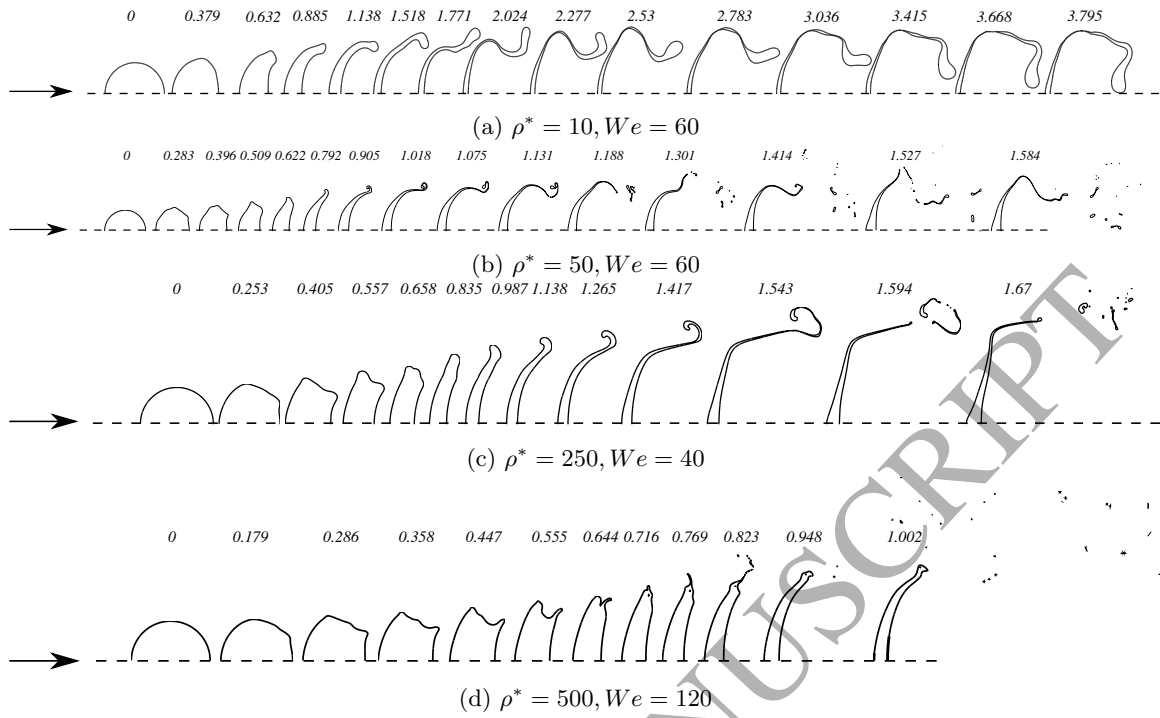 0 0.379 0.632 0.885 1.138 1.518 1.771 2.024 2.277 2.53 2.783 3.036 3.415 3.668 3.795
(a) ρ* = 10, We = 60
0 0.283 0.396 0.509 0.622 0.792 0.905 1.018 1.075 1.131 1.188 1.301 1.414 1.527 1.584
(b) ρ* = 50, We = 60
0 0.253 0.405 0.557 0.658 0.835 0.987 1.138 1.265 1.417 1.543 1.594 1.67
(c) ρ* = 250, We = 40
0 0.179 0.286 0.358 0.447 0.555 0.644 0.716 0.769 0.823 0.948 1.002
(d) ρ* = 500, We = 120
NUSCRIPT